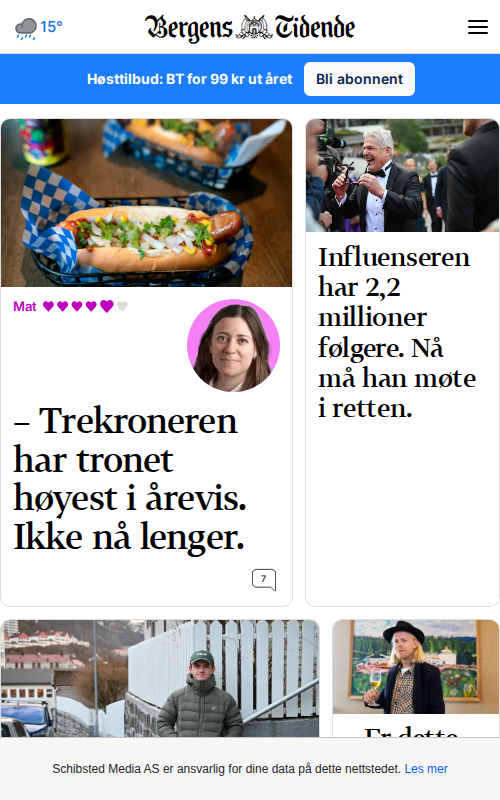 15°
Bergens Tidende
Høsttilbud: BT for 99 kr ut året
Bli abonnent
Mat
– Trekroneren
har tronet
høyest i årevis.
Ikke nå lenger.
7
Influenseren
har 2,2
millioner
følgere. Nå
må han møte
i retten.
Er dette
Schibsted Media AS er ansvarlig for dine data på dette nettstedet. Les mer